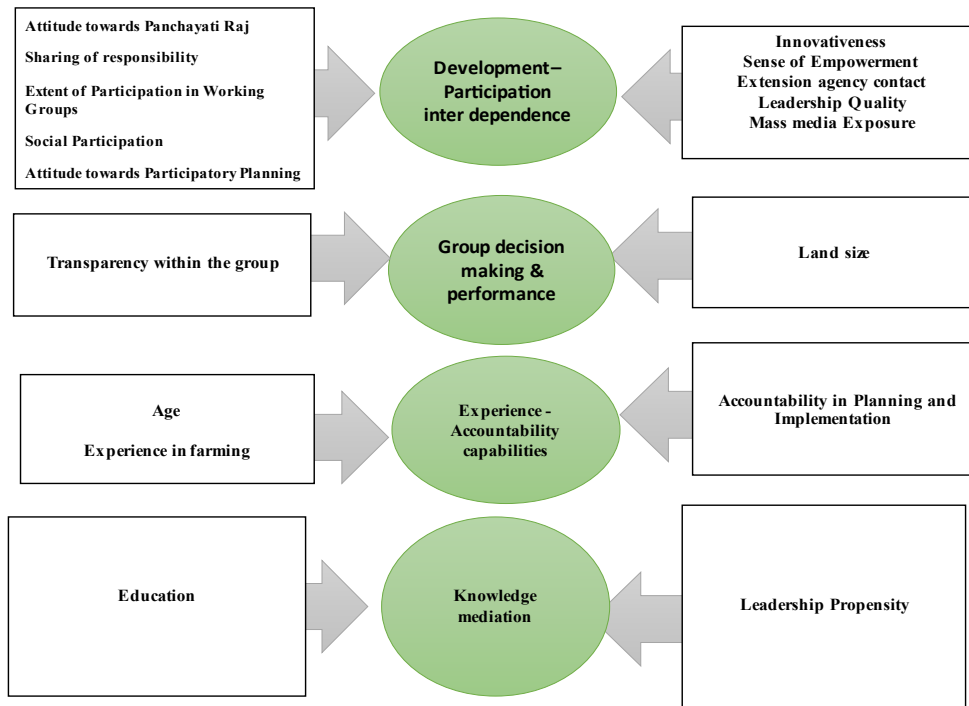 Attitude towards Panchayati Raj
Sharing of responsibility
Extent of Participation in Working
Groups
Social Participation
Attitude towards Participatory Planning
Development–
Participation
inter dependence
Innovativeness
Sense of Empowerment
Extension agency contact
Leadership Quality
Mass media Exposure
Transparency within the group
Group decision
making &
performance
Land size
Age
Experience in farming
Experience -
Accountability
capabilities
Accountability in Planning and
Implementation
Education
Knowledge
mediation
Leadership Propensity